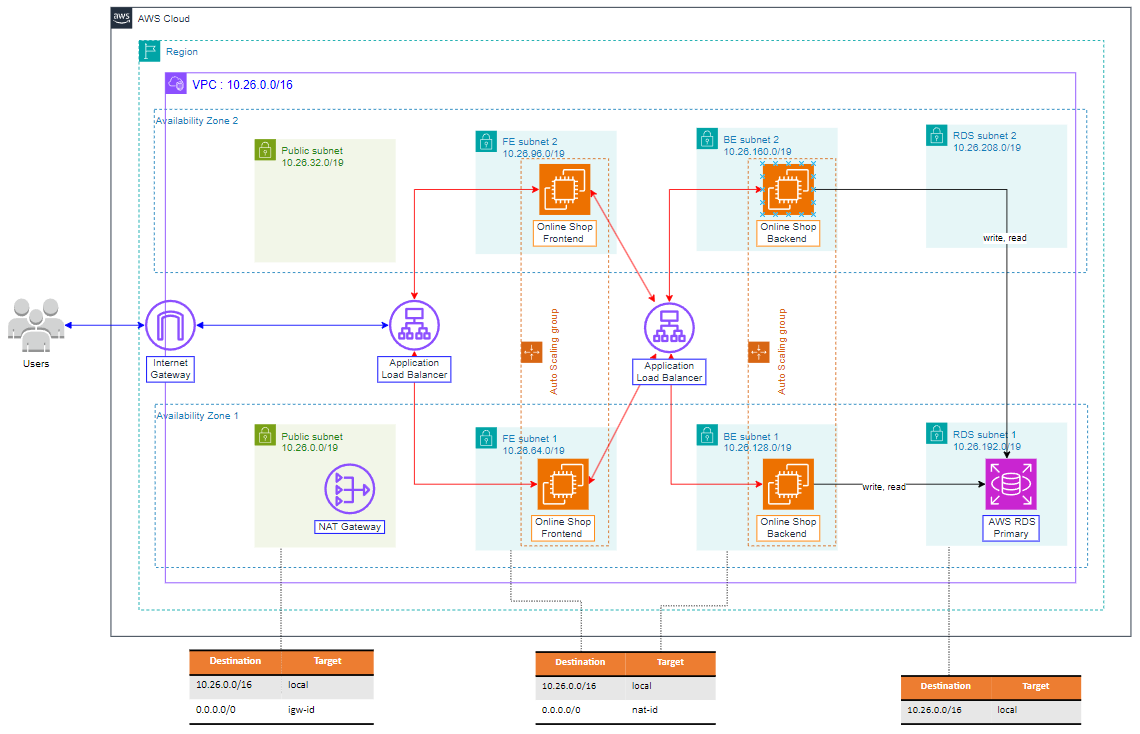 aws
AWS Cloud
Region
VPC : 10.26.0.0/16
Availability Zone 2
Public subnet
10.26.32.0/19
FE subnet 2
10.26.96.0/19
BE subnet 2
10.26.160.0/19
RDS subnet 2
10.26.208.0/19
Online Shop
Frontend
Online Shop
Backend
write, read
Users
Internet
Gateway
Application
Load Balancer
Auto Scaling group
Application
Load Balancer
Auto Scaling group
Availability Zone 1
Public subnet
10.26.0.0/19
FE subnet 1
10.26.64.0/19
BE subnet 1
10.26.128.0/19
RDS subnet 1
10.26.192.0/19
NAT Gateway
Online Shop
Frontend
Online Shop
Backend
write, read
AWS RDS
Primary
Destination Target
10.26.0.0/16 local
0.0.0.0/0 igw-id
Destination Target
10.26.0.0/16 local
0.0.0.0/0 nat-id
Destination Target
10.26.0.0/16 local